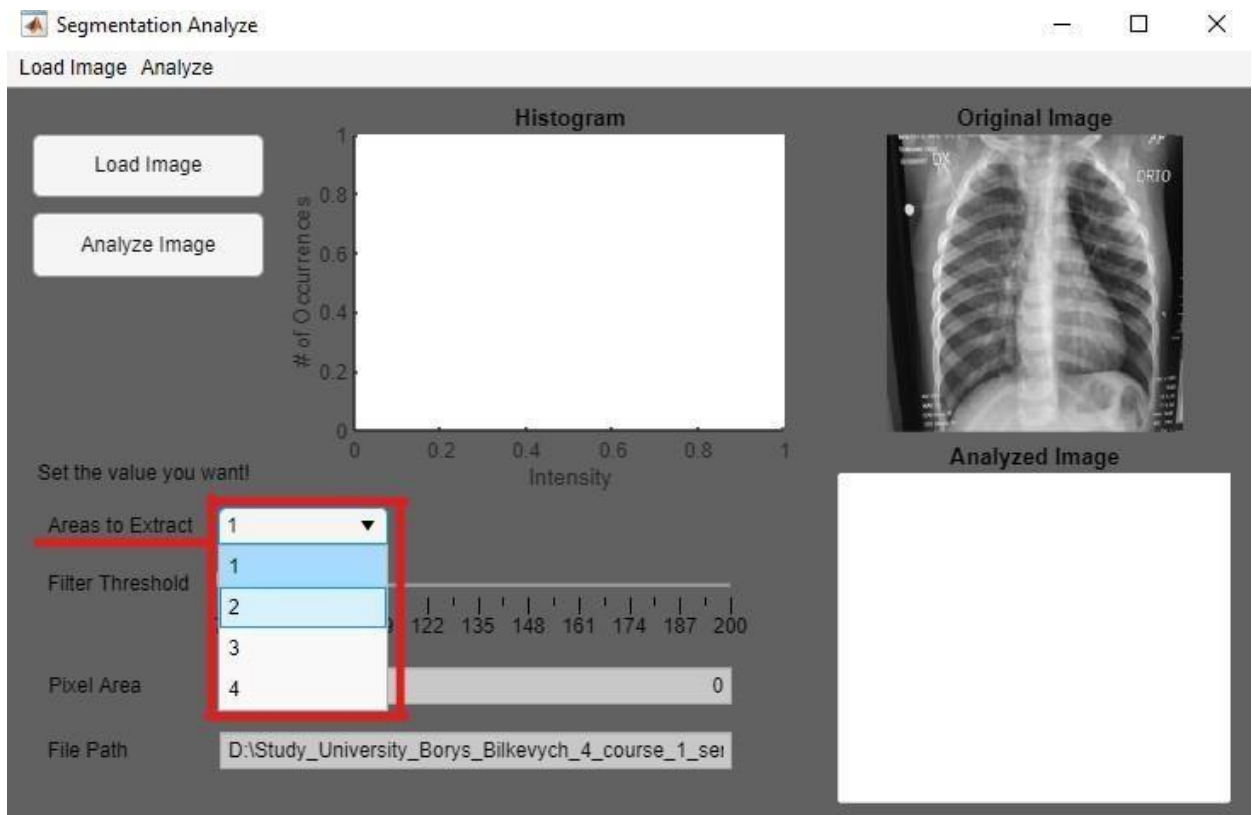 Segmentation Analyze
Load Image Analyze
Load Image
Analyze Image
Histogram
# of Occurrences
1
0.8
0.6
0.4
0.2
0
0 0.2 0.4 0.6 0.8 1
Intensity
Original Image
DX
ORTO
Analyzed Image
Set the value you want!
Areas to Extract 1
1
2
3
4
Filter Threshold
122 135 148 161 174 187 200
Pixel Area 0
File Path D:\Study_University_Borys_Bilkevych_4_course_1_se